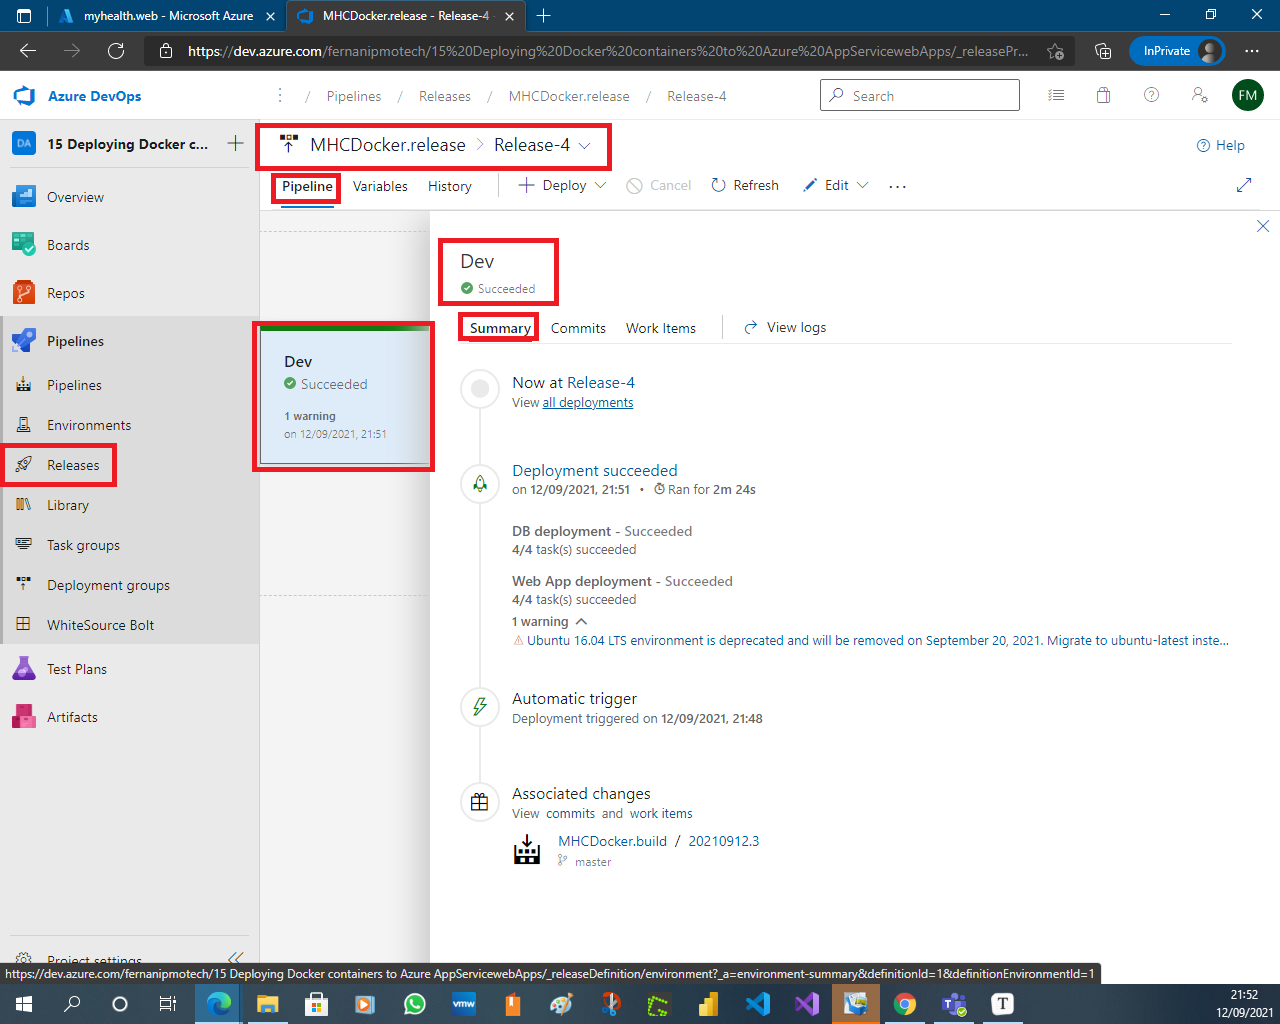 myhealth.web - Microsoft Azure
MHCDocker.release - Release-4 -
https://dev.azure.com/fernanipmotech/15%20Deploying%20Docker%20containers%20to%20Azure%20AppServicewebApps/_releasePr...
InPrivate
Azure DevOps
/ Pipelines / Releases / MHCDocker.release / Release-4
Search
FM
DA
15 Deploying Docker c...
MHCDocker.release > Release-4
Help
Pipeline
Variables
History
Deploy
Cancel
Refresh
Edit
Overview
Boards
Repos
Pipelines
Pipelines
Environments
Releases
Library
Task groups
Deployment groups
WhiteSource Bolt
Test Plans
Artifacts
Project settings
Dev
Succeeded
1 warning
on 12/09/2021, 21:51
Dev
Succeeded
Summary
Commits
Work Items
View logs
Now at Release-4
View all deployments
Deployment succeeded
on 12/09/2021, 21:51 • Ran for 2m 24s
DB deployment - Succeeded
4/4 task(s) succeeded
Web App deployment - Succeeded
4/4 task(s) succeeded
1 warning
Ubuntu 16.04 LTS environment is deprecated and will be removed on September 20, 2021. Migrate to ubuntu-latest inste...
Automatic trigger
Deployment triggered on 12/09/2021, 21:48
Associated changes
View commits and work items
MHCDocker.build / 20210912.3
master
https://dev.azure.com/fernanipmotech/15 Deploying Docker containers to Azure AppServicewebApps/_releaseDefinition/environment?_a=environment-summary&definitionId=1&definitionEnvironmentId=1
vmw
T
21:52
12/09/2021